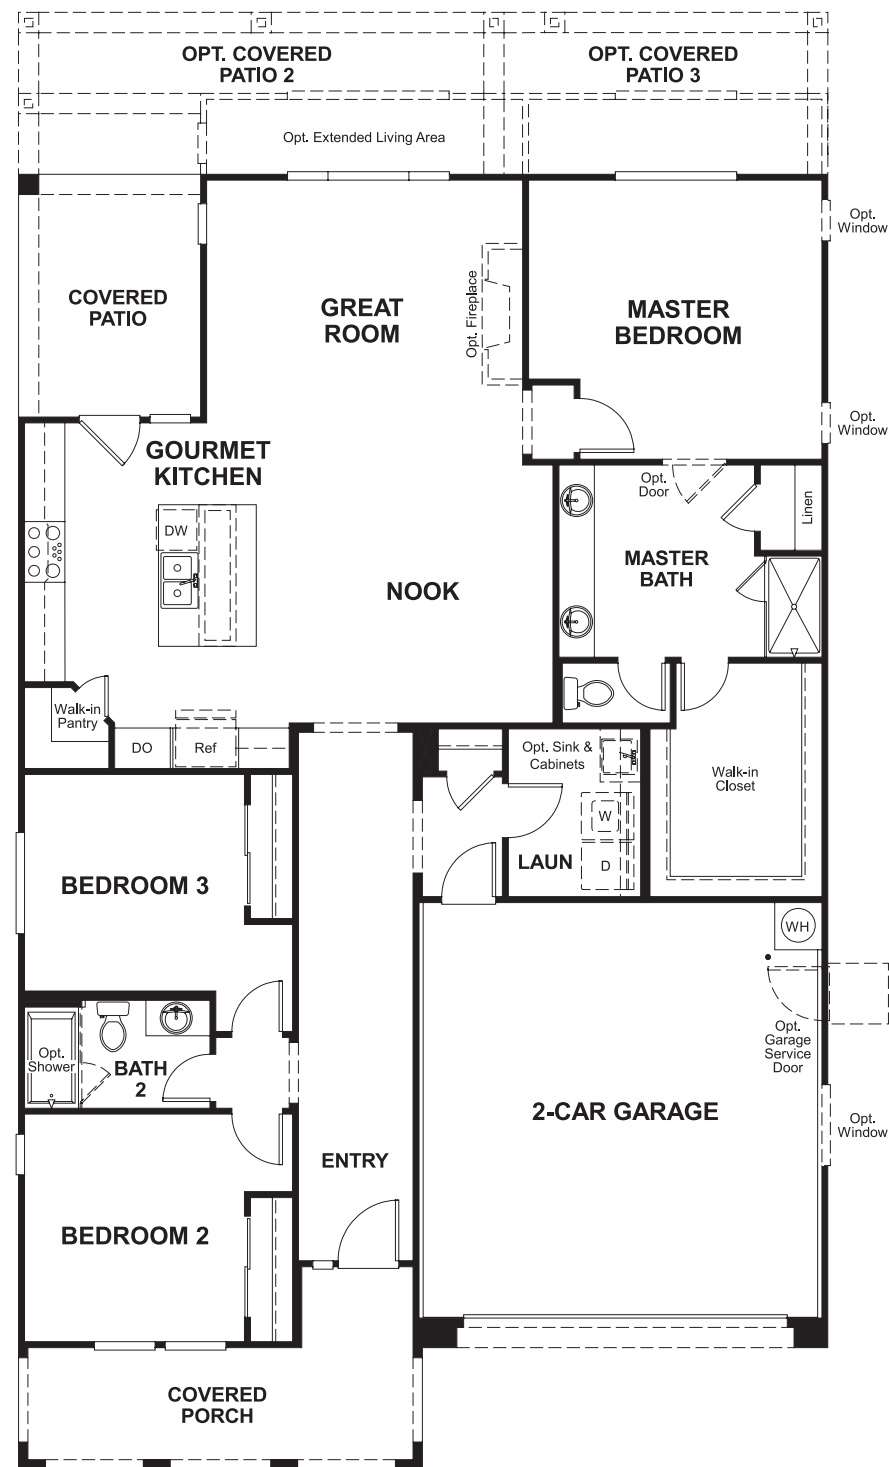 OPT. COVERED
PATIO 2
OPT. COVERED
PATIO 3
Opt. Extended Living Area
Opt.
Window
COVERED
PATIO
GREAT
ROOM
Opt. Fireplace
MASTER
BEDROOM
Opt.
Window
GOURMET
KITCHEN
Opt.
Door
Linen
DW
MASTER
BATH
NOOK
Walk-in
Pantry
DO
Ref
Opt. Sink &
Cabinets
Walk-in
Closet
W
LAUN
D
BEDROOM 3
WH
Opt.
Garage
Service
Door
Opt.
Shower
BATH
2
2-CAR GARAGE
Opt.
Window
ENTRY
BEDROOM 2
COVERED
PORCH